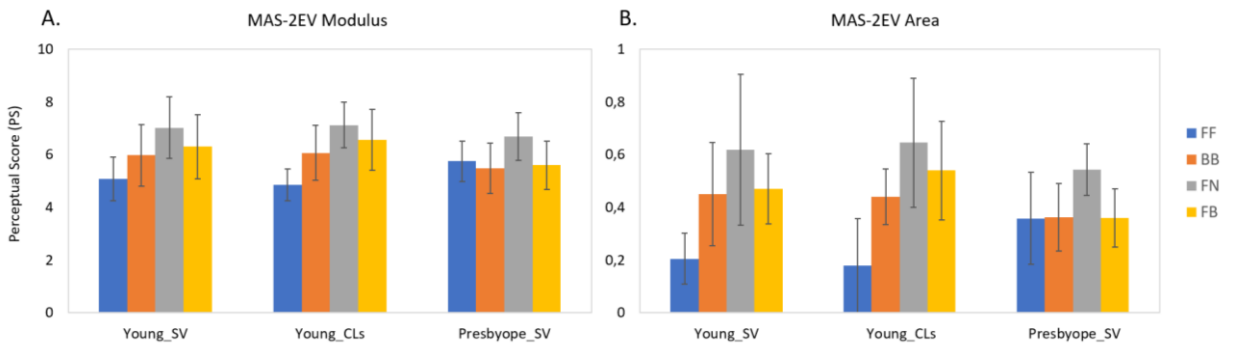 A.
MAS-2EV Modulus
Perceptual Score (PS)
10
8
6
4
2
0
Young_SV
Young_CLs
Presbyope_SV
B.
MAS-2EV Area
1
0,8
0,6
0,4
0,2
0
Young_SV
Young_CLs
Presbyope_SV
FF
BB
FN
FB